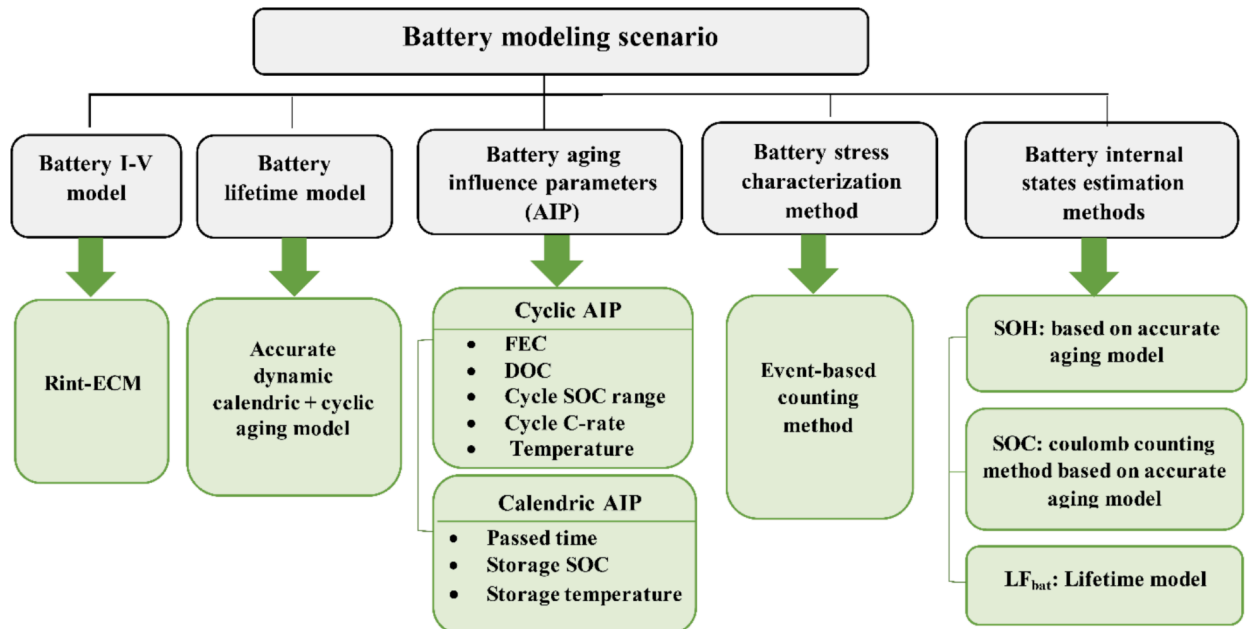 Battery modeling scenario
Battery I-V
model
Battery
lifetime model
Battery aging
influence parameters
(AIP)
Battery stress
characterization
method
Battery internal
states estimation
methods
Rint-ECM
Accurate
dynamic
calendric + cyclic
aging model
Cyclic AIP
• FEC
• DOC
• Cycle SOC range
• Cycle C-rate
• Temperature
Calendric AIP
• Passed time
• Storage SOC
• Storage temperature
Event-based
counting
method
SOH: based on accurate
aging model
SOC: coulomb counting
method based on accurate
aging model
LFbat: Lifetime model